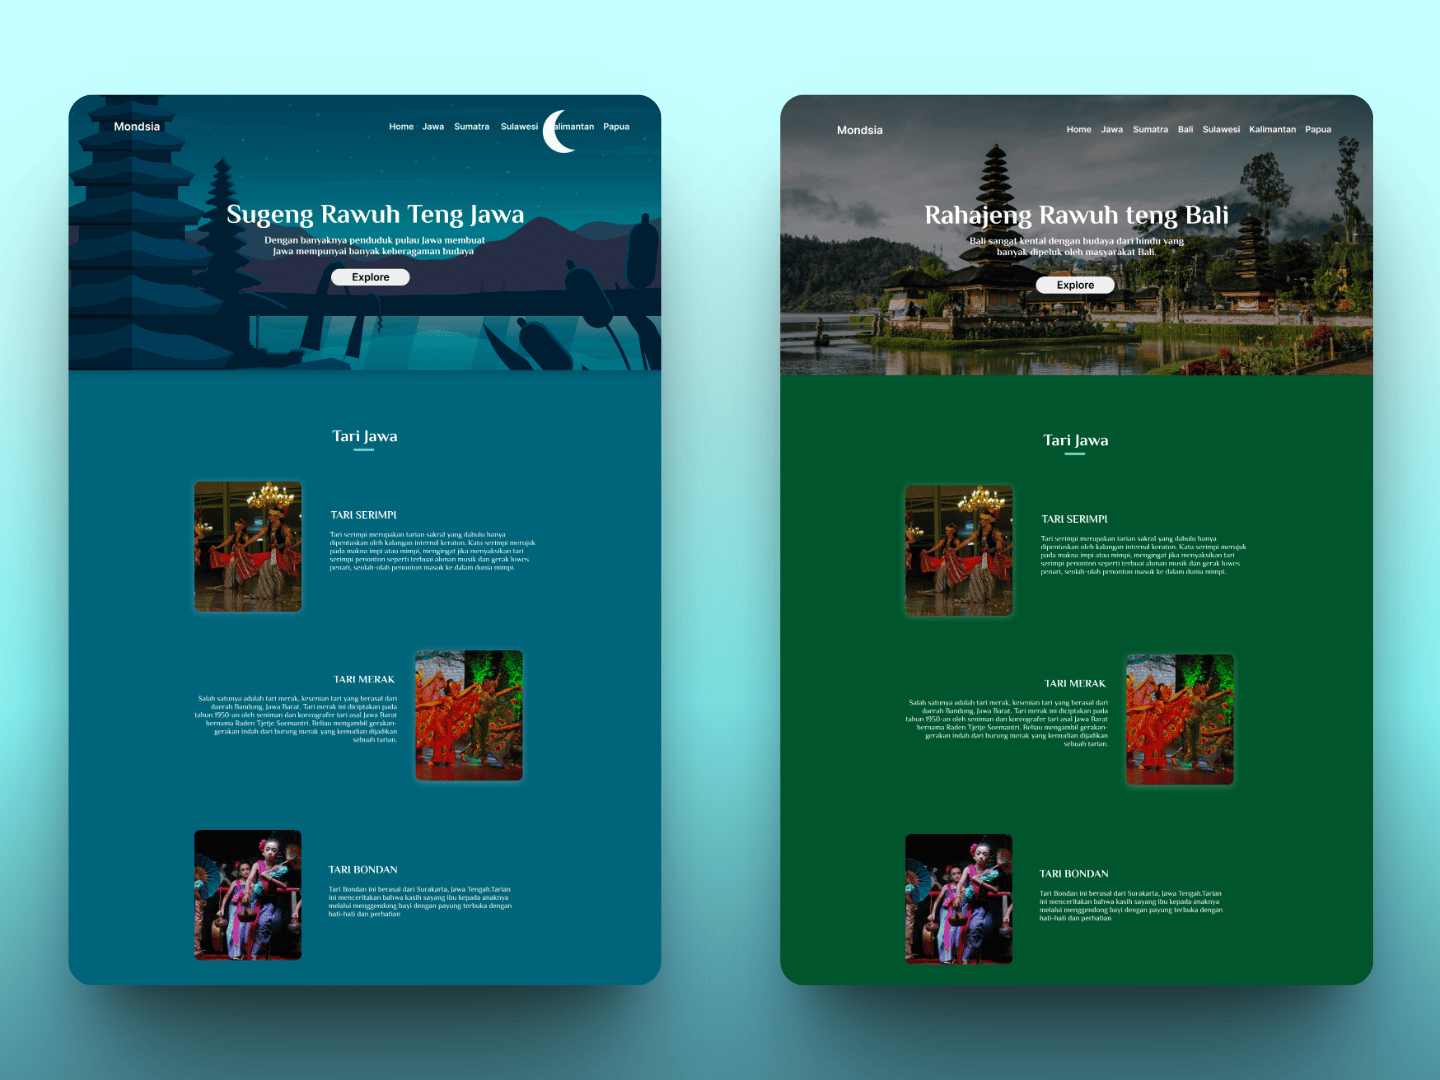 Mondsia
Home Jawa Sumatra Sulawesi alimantan Papua
Sugeng Rawuh Teng Jawa
Dengan banyaknya penduduk pulau Jawa membuat
Jawa mempunyai banyak keberagaman budaya
Explore
Tari Jawa
TARI SERIMPI
Tari serimpi merupakan tarian sakral yang dahulu hanya
dipentaskan oleh kalangan internal keraton. Kata serimpi merujuk
pada makna impi atau mimpi, mengingat jika menyaksikan tari
serimpi penonton seperti terbuai alunan musik dan gerak luwes
penari, seolah-olah penonton masuk ke dalam dunia mimpi.
TARI MERAK
Salah satunya adalah tari merak, kesenian tari yang berasal dari
daerah Bandung, Jawa Barat. Tari merak ini diciptakan pada
tahun 1950-an oleh seniman dan koreografer tari asal Jawa Barat
bernama Raden Tjetje Soemantri. Beliau mengambil gerakan-
gerakan indah dari burung merak yang kemudian dijadikan
sebuah tarian.
TARI BONDAN
Tari Bondan ini berasal dari Surakarta, Jawa Tengah.Tarian
ini menceritakan bahwa kasih sayang ibu kepada anaknya
melalui menggendong bayi dengan payung terbuka dengan
hati-hati dan perhatian
Mondsia
Home Jawa Sumatra Bali Sulawesi Kalimantan Papua
Rahajeng Rawuh teng Bali
Bali sangat kental dengan budaya dari hindu yang
banyak dipeluk oleh masyarakat Bali.
Explore
Tari Jawa
TARI SERIMPI
Tari serimpi merupakan tarian sakral yang dahulu hanya
dipentaskan oleh kalangan internal keraton. Kata serimpi merujuk
pada makna impi atau mimpi, mengingat jika menyaksikan tari
serimpi penonton seperti terbuai alunan musik dan gerak luwes
penari, seolah-olah penonton masuk ke dalam dunia mimpi.
TARI MERAK
Salah satunya adalah tari merak, kesenian tari yang berasal dari
daerah Bandung, Jawa Barat. Tari merak ini diciptakan pada
tahun 1950-an oleh seniman dan koreografer tari asal Jawa Barat
bernama Raden Tjetje Soemantri. Beliau mengambil gerakan-
gerakan indah dari burung merak yang kemudian dijadikan
sebuah tarian.
TARI BONDAN
Tari Bondan ini berasal dari Surakarta, Jawa Tengah.Tarian
ini menceritakan bahwa kasih sayang ibu kepada anaknya
melalui menggendong bayi dengan payung terbuka dengan
hati-hati dan perhatian